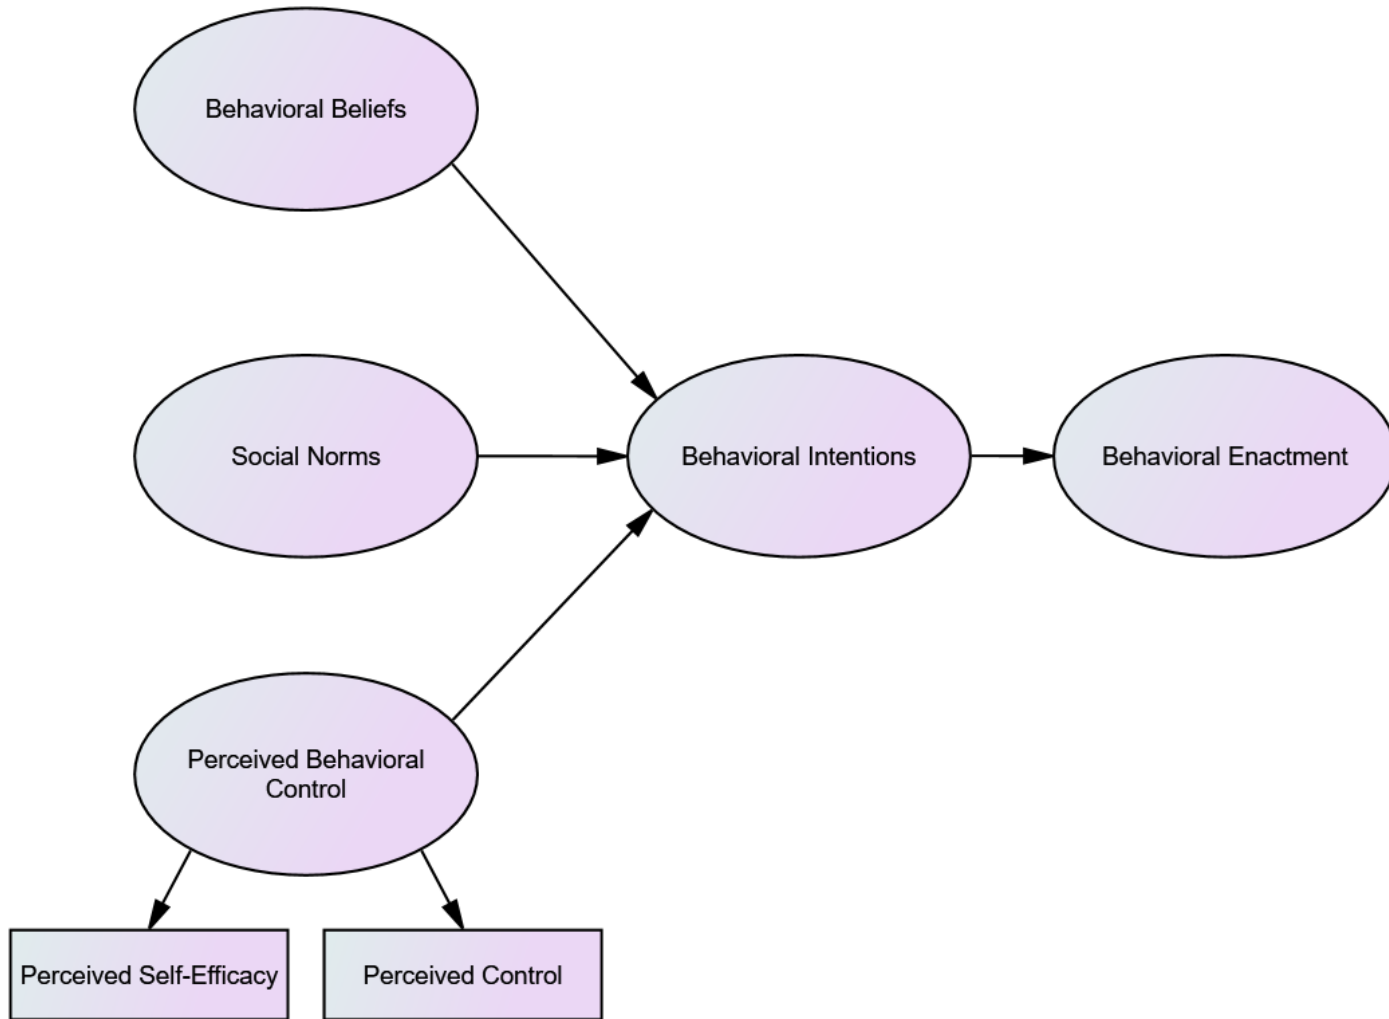 Behavioral Beliefs
Social Norms
Behavioral Intentions
Behavioral Enactment
Perceived Behavioral
Control
Perceived Self-Efficacy
Perceived Control